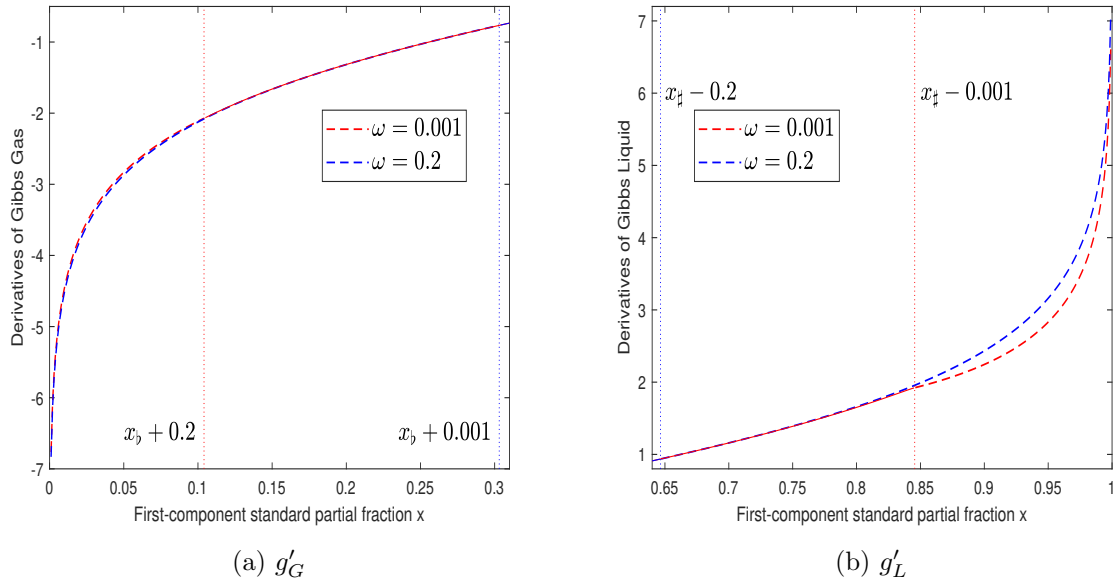 Derivatives of Gibbs Gas
-1
-2
-3
-4
-5
-6
-7
ω = 0.001
ω = 0.2
x♭ + 0.2
x♭ + 0.001
0 0.05 0.1 0.15 0.2 0.25 0.3
First-component standard partial fraction x
(a) g′G
Derivatives of Gibbs Liquid
7
6
5
4
3
2
1
x♯ − 0.2
x♯ − 0.001
ω = 0.001
ω = 0.2
0.65 0.7 0.75 0.8 0.85 0.9 0.95 1
First-component standard partial fraction x
(b) g′L